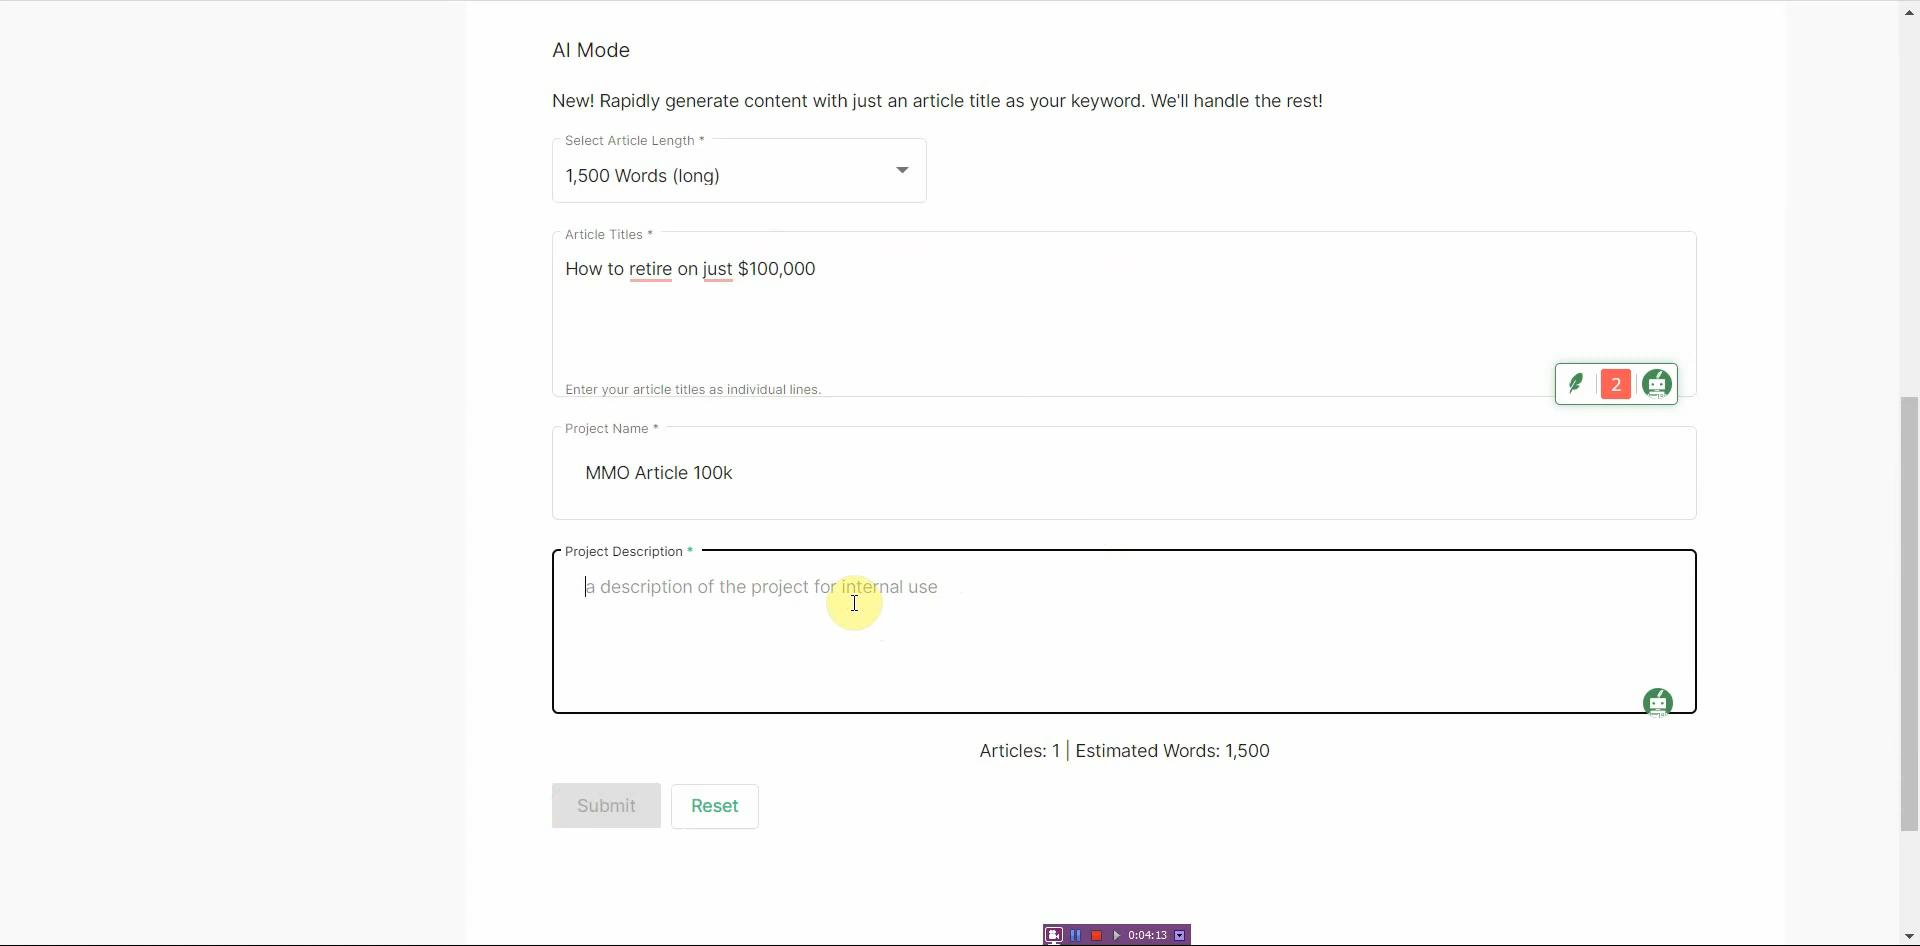 AI Mode
New! Rapidly generate content with just an article title as your keyword. We'll handle the rest!
Select Article Length *
1,500 Words (long)
Article Titles *
How to retire on just $100,000
Enter your article titles as individual lines.
2
Project Name *
MMO Article 100k
Project Description *
a description of the project for internal use
Articles: 1 | Estimated Words: 1,500
Submit
Reset
0:04:13